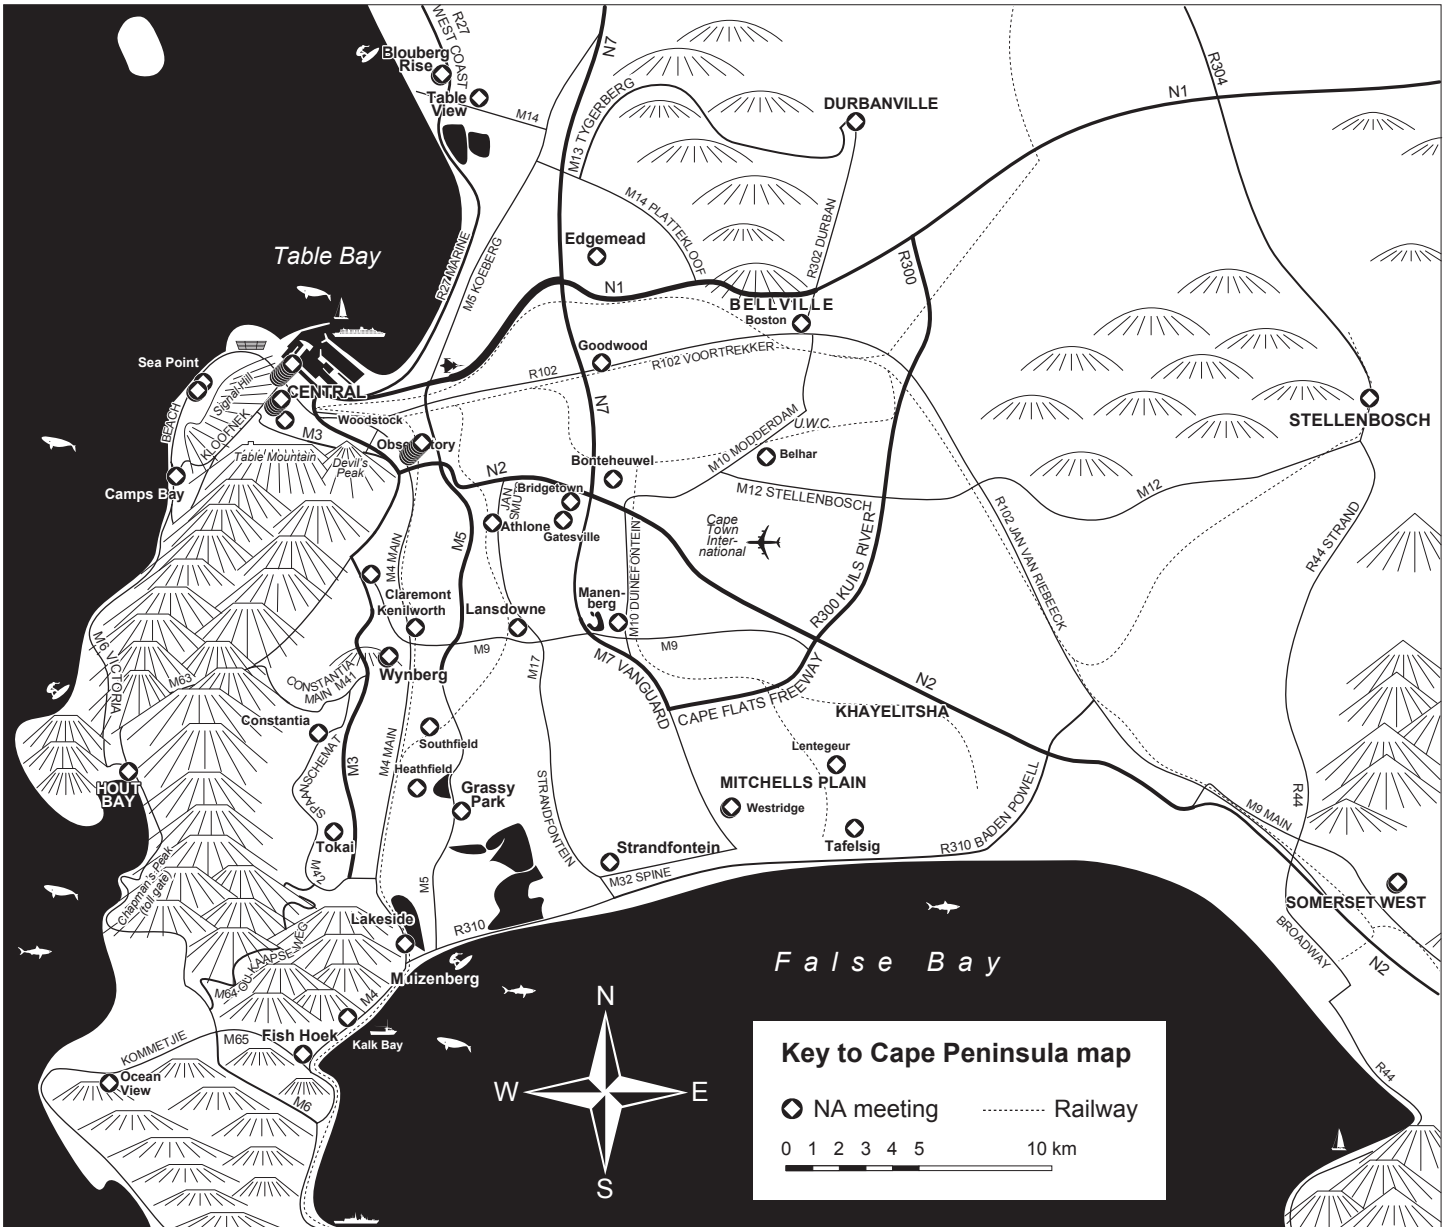 R27
WEST COAST
N7
Blouberg
Rise
Table
View
M14
M13 TYGERBERG
DURBANVILLE
R304
N1
M14 PLATTEKLOOF
R302 DURBAN
Edgemead
Table Bay
R27 MARINE
M5 KOEBERG
R300
N1
BELLVILLE
Boston
Goodwood
R102
R102 VOORTREKKER
Sea Point
Signal Hill
CENTRAL
BEACH
KLOOFNEK
Woodstock
M3
Table Mountain
Devil's
Peak
Observatory
N7
M10 MODDERDAM
U.W.C.
STELLENBOSCH
Camps Bay
N2
Bonteheuwel
Belhar
Bridgetown
M12 STELLENBOSCH
M12
JAN
SMUTS
Athlone
Gatesville
Cape
Town
Inter-
national
R102 JAN VAN RIEBEECK
R44 STRAND
M5
M4 MAIN
M10 DUINEFONTEIN
R300 KUILS RIVER
Claremont
Kenilworth
Lansdowne
Manen-
berg
M6 VICTORIA
M63
CONSTANTIA
MAIN M41
Wynberg
M9
M17
M9
M7 VANGUARD
CAPE FLATS FREEWAY
N2
KHAYELITSHA
Constantia
Southfield
M3
M4 MAIN
SPAANSCHEMAT
Heathfield
Lentegeur
MITCHELLS PLAIN
Westridge
HOUT
BAY
Grassy
Park
STRANDFONTEIN
R44
M9 MAIN
Tokai
M42
Strandfontein
Tafelsig
R310 BADEN POWELL
M32 SPINE
Chapman's Peak
(toll gate)
M5
SOMERSET WEST
Lakeside
R310
BROADWAY
OU KAAPSE WEG
M64
Muizenberg
False Bay
N2
M4
Fish Hoek
Kalk Bay
KOMMETJIE
M65
Ocean
View
M6
R44
N
W
E
S
Key to Cape Peninsula map
NA meeting
Railway
0 1 2 3 4 5 10 km